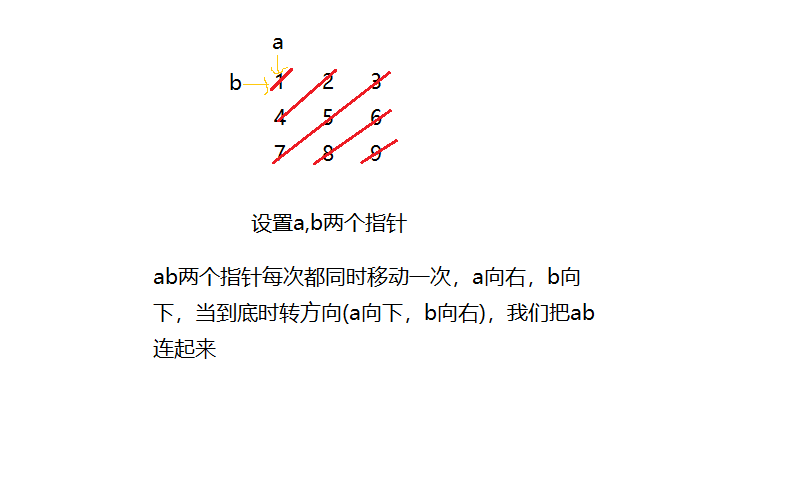 a
b 1 2 3
4 5 6
7 8 9
设置a,b两个指针
ab两个指针每次都同时移动一次，a向右，b向
下，当到底时转方向(a向下，b向右)，我们把ab
连起来